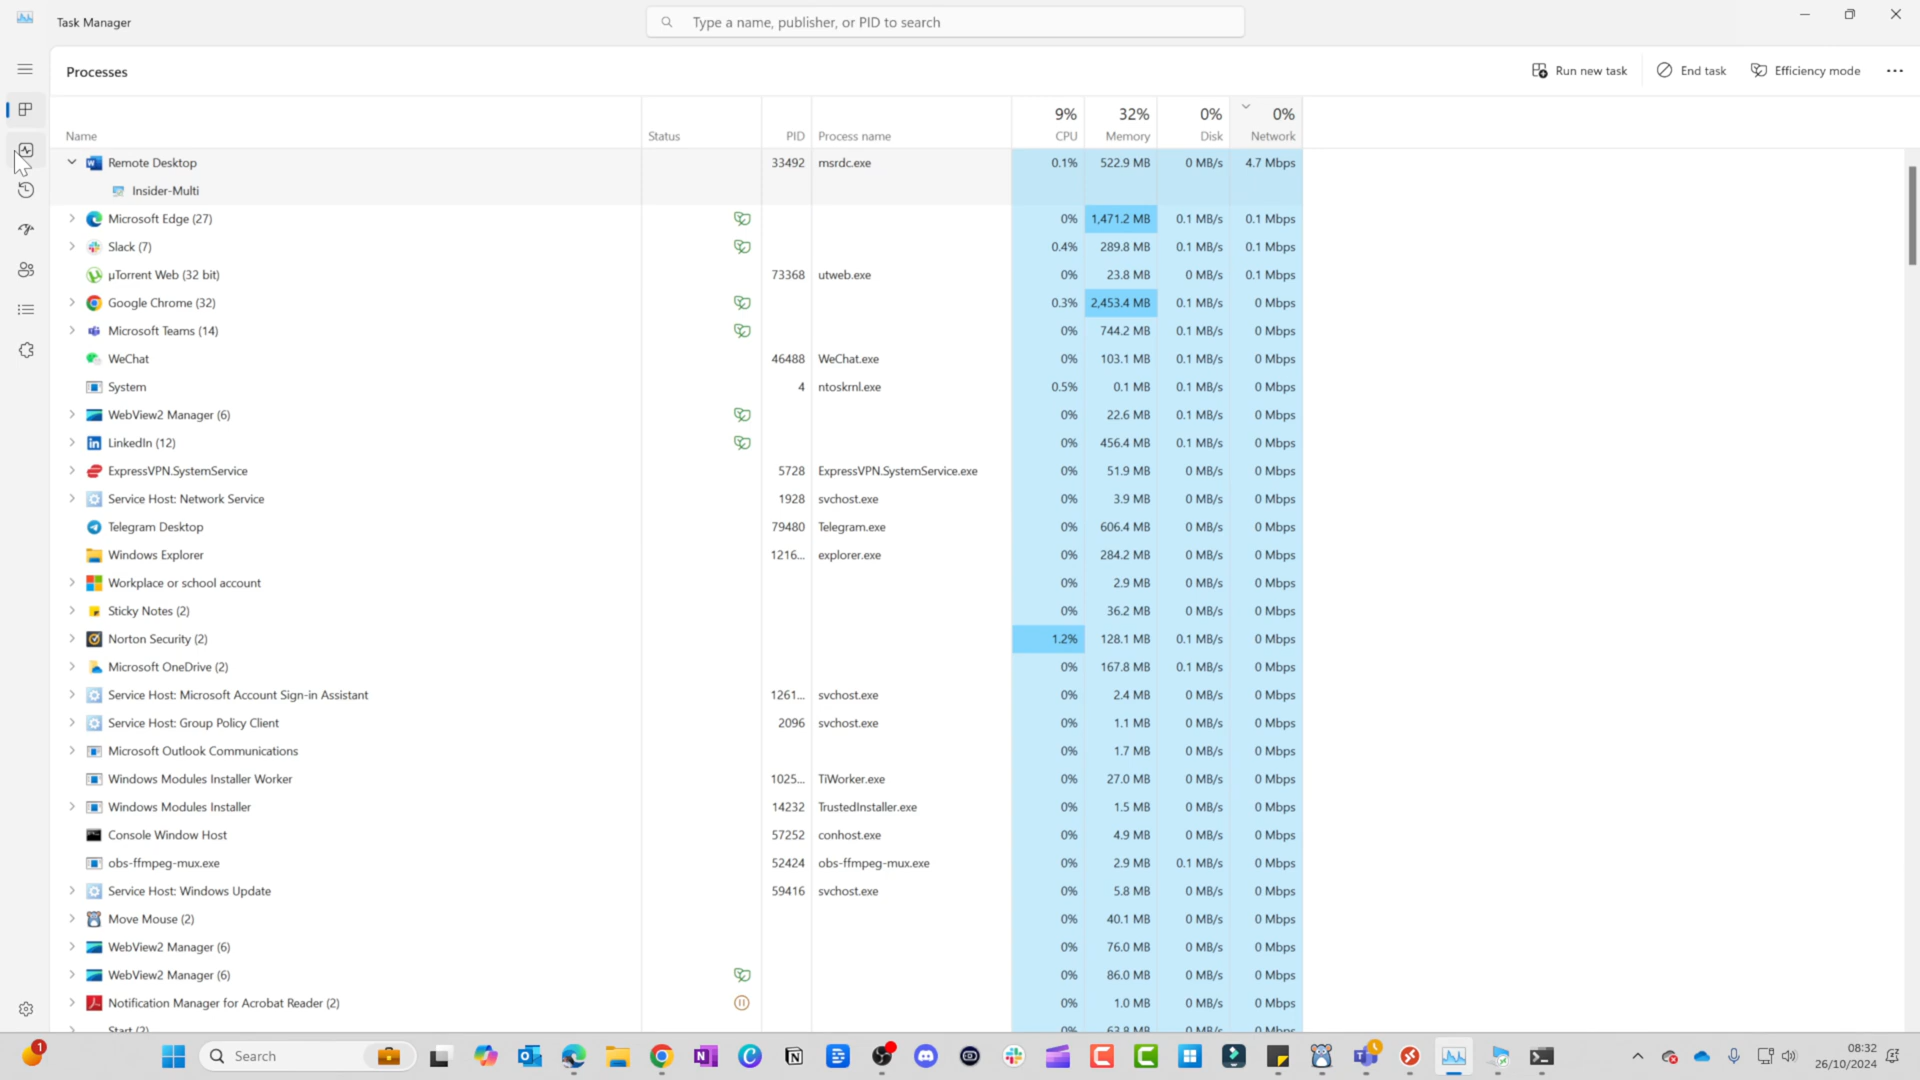 Task Manager
Type a name, publisher, or PID to search
Processes
Run new task End task Efficiency mode
9% 32% 0% 0%
Name Status PID Process name CPU Memory Disk Network
Remote Desktop 33492 msrdc.exe 0.1% 522.9 MB 0 MB/s 4.7 Mbps
Insider-Multi
Microsoft Edge (27) 0% 1,471.2 MB 0.1 MB/s 0.1 Mbps
Slack (7) 0.4% 289.8 MB 0.1 MB/s 0.1 Mbps
µTorrent Web (32 bit) 73368 utweb.exe 0% 23.8 MB 0 MB/s 0.1 Mbps
Google Chrome (32) 0.3% 2,453.4 MB 0.1 MB/s 0 Mbps
Microsoft Teams (14) 0% 744.2 MB 0.1 MB/s 0 Mbps
WeChat 46488 WeChat.exe 0% 103.1 MB 0.1 MB/s 0 Mbps
System 4 ntoskrnl.exe 0.5% 0.1 MB 0.1 MB/s 0 Mbps
WebView2 Manager (6) 0% 22.6 MB 0.1 MB/s 0 Mbps
LinkedIn (12) 0% 456.4 MB 0.1 MB/s 0 Mbps
ExpressVPN.SystemService 5728 ExpressVPN.SystemService.exe 0% 51.9 MB 0 MB/s 0 Mbps
Service Host: Network Service 1928 svchost.exe 0% 3.9 MB 0 MB/s 0 Mbps
Telegram Desktop 79480 Telegram.exe 0% 606.4 MB 0 MB/s 0 Mbps
Windows Explorer 1216... explorer.exe 0% 284.2 MB 0 MB/s 0 Mbps
Workplace or school account 0% 2.9 MB 0 MB/s 0 Mbps
Sticky Notes (2) 0% 36.2 MB 0 MB/s 0 Mbps
Norton Security (2) 1.2% 128.1 MB 0.1 MB/s 0 Mbps
Microsoft OneDrive (2) 0% 167.8 MB 0.1 MB/s 0 Mbps
Service Host: Microsoft Account Sign-in Assistant 1261... svchost.exe 0% 2.4 MB 0 MB/s 0 Mbps
Service Host: Group Policy Client 2096 svchost.exe 0% 1.1 MB 0 MB/s 0 Mbps
Microsoft Outlook Communications 0% 1.7 MB 0 MB/s 0 Mbps
Windows Modules Installer Worker 1025... TiWorker.exe 0% 27.0 MB 0 MB/s 0 Mbps
Windows Modules Installer 14232 TrustedInstaller.exe 0% 1.5 MB 0 MB/s 0 Mbps
Console Window Host 57252 conhost.exe 0% 4.9 MB 0 MB/s 0 Mbps
obs-ffmpeg-mux.exe 52424 obs-ffmpeg-mux.exe 0% 2.9 MB 0.1 MB/s 0 Mbps
Service Host: Windows Update 59416 svchost.exe 0% 5.8 MB 0 MB/s 0 Mbps
Move Mouse (2) 0% 40.1 MB 0 MB/s 0 Mbps
WebView2 Manager (6) 0% 76.0 MB 0 MB/s 0 Mbps
WebView2 Manager (6) 0% 86.0 MB 0 MB/s 0 Mbps
Notification Manager for Acrobat Reader (2) 0% 1.0 MB 0 MB/s 0 Mbps
Start (2) 0% 63.8 MB 0 MB/s 0 Mbps
1 Search 08:32
26/10/2024